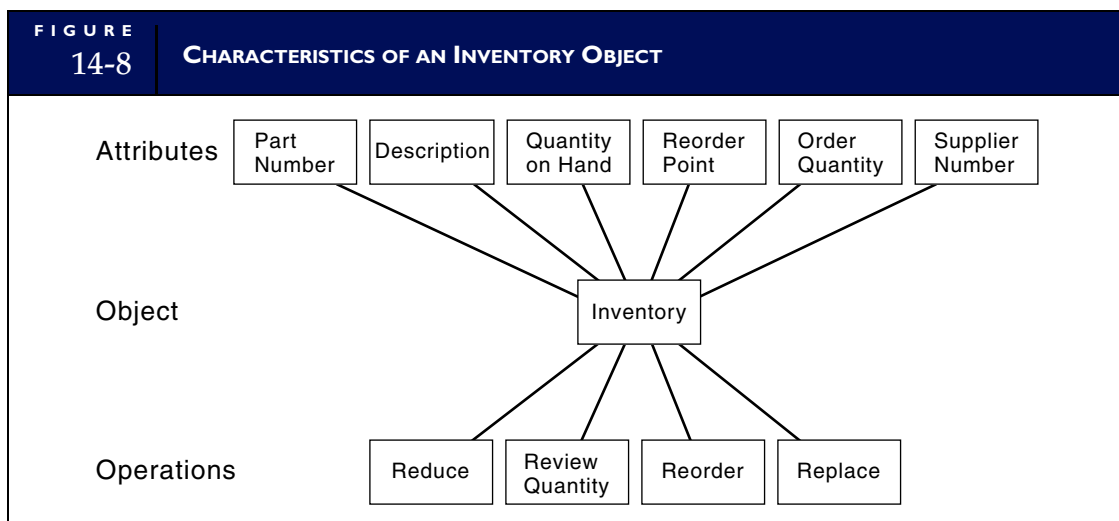 FIGURE
14-8
CHARACTERISTICS OF AN INVENTORY OBJECT
Attributes
Part
Number
Description
Quantity
on Hand
Reorder
Point
Order
Quantity
Supplier
Number
Object
Inventory
Operations
Reduce
Review
Quantity
Reorder
Replace